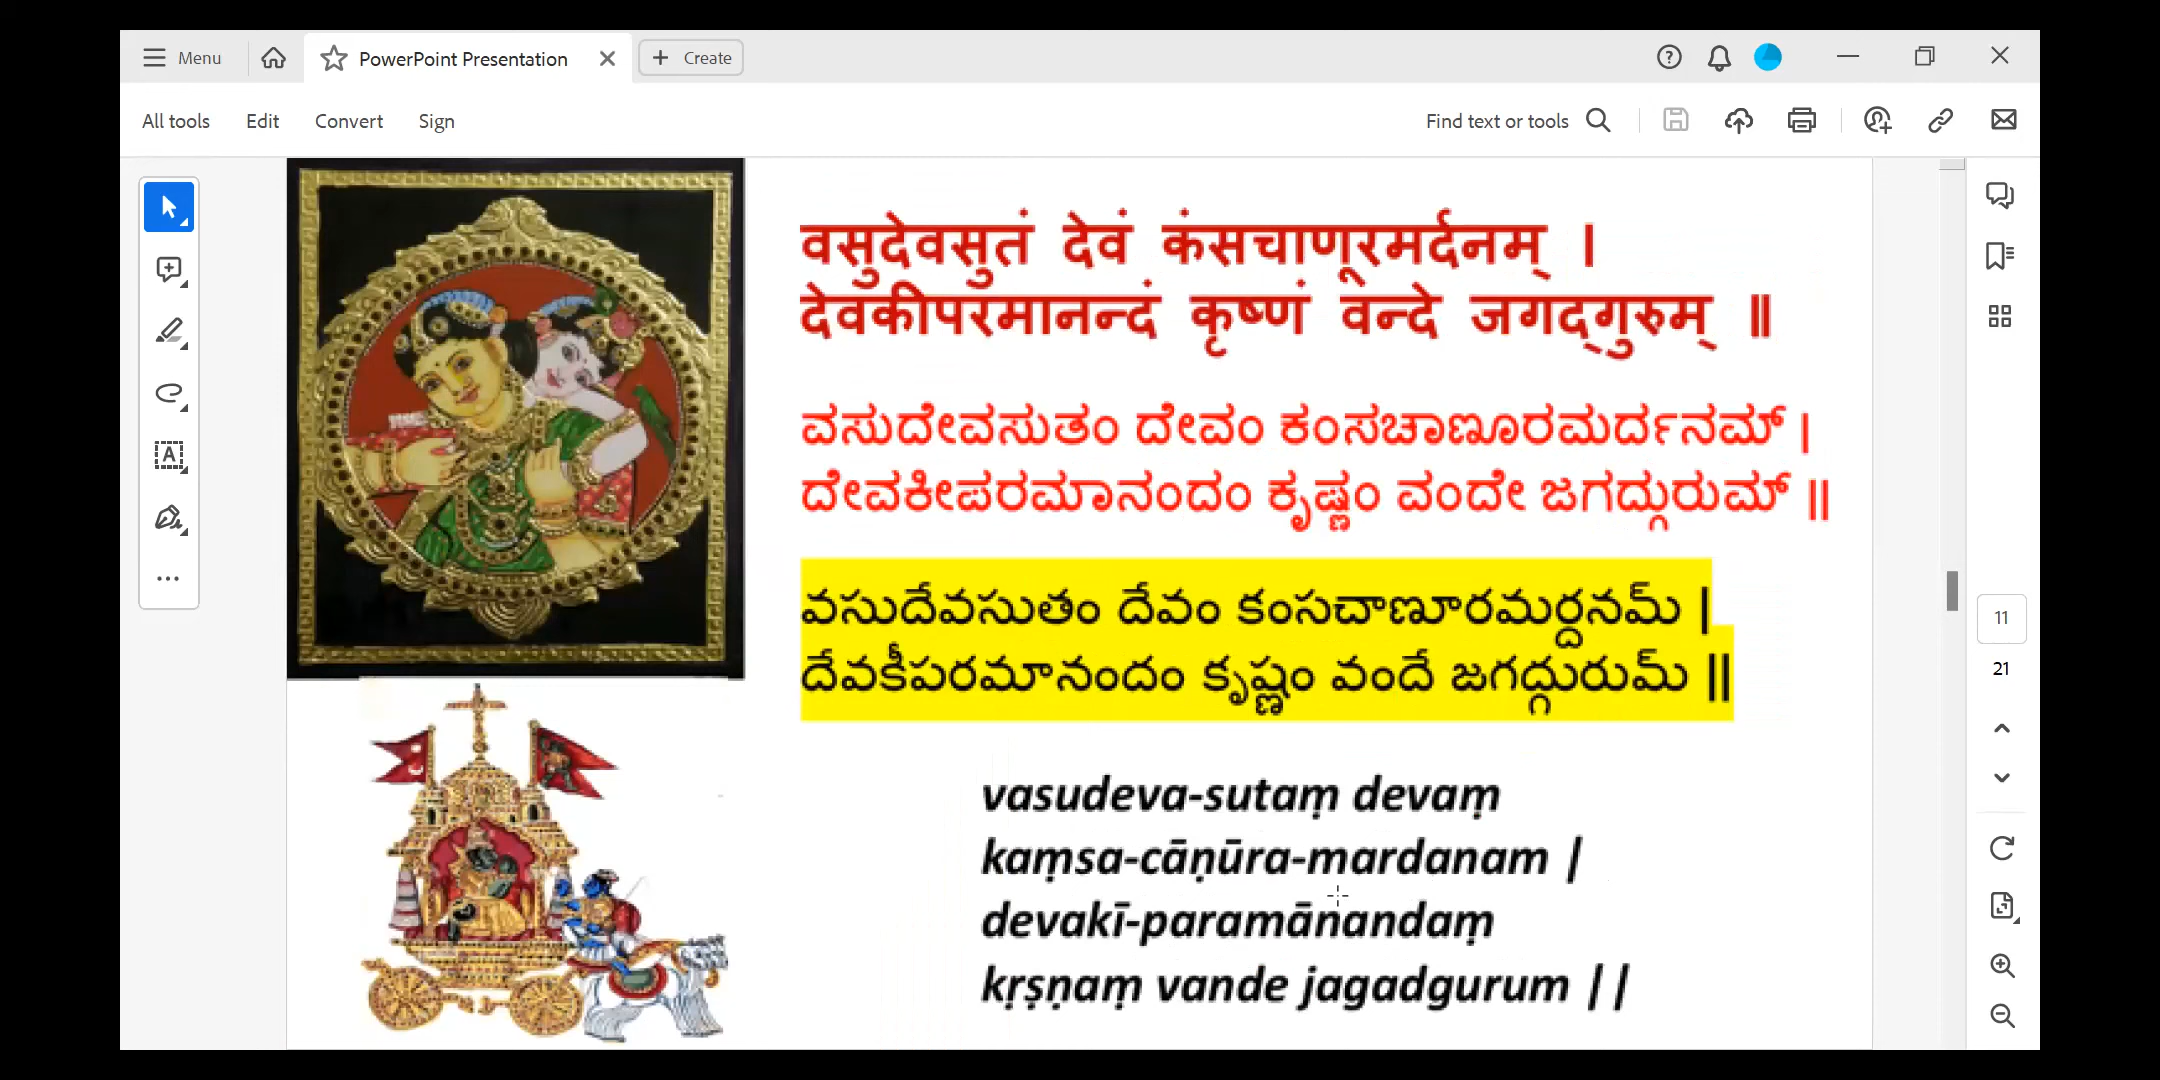 Menu
PowerPoint Presentation
Create
All tools Edit Convert Sign
Find text or tools
वसुदेवसुतं देवं कंसचाणूरमर्दनम् ।
देवकीपरमानन्दं कृष्णं वन्दे जगद्गुरुम् ॥
ವಸುದೇವಸುತಂ ದೇವಂ ಕಂಸಚಾಣೂರಮರ್ದನಮ್ |
ದೇವಕೀಪರಮಾನಂದಂ ಕೃಷ್ಣಂ ವಂದೇ ಜಗದ್ಗುರುಮ್ ||
వసుదేవసుతం దేవం కంసచాణూరమర్దనమ్ |
దేవకీపరమానందం కృష్ణం వందే జగద్గురుమ్ ||
vasudeva-sutaṃ devaṃ
kaṃsa-cāṇūra-mardanam |
devakī-paramānandaṃ
kṛṣṇaṃ vande jagadgurum ||
11
21